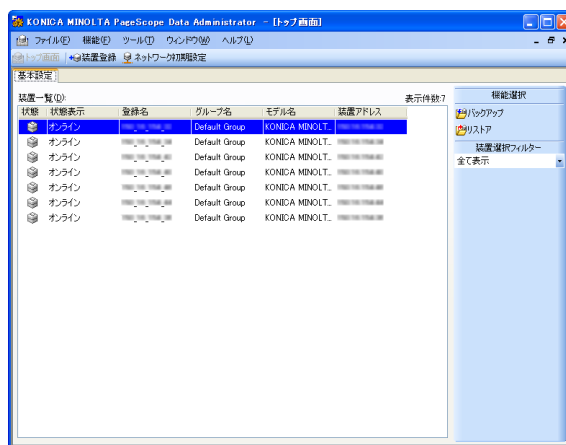 KONICA MINOLTA PageScope Data Administrator - [トップ画面]
ファイル(F) 機能(F) ツール(T) ウィンドウ(W) ヘルプ(L)
トップ画面 装置登録 ネットワーク初期設定
基本設定
装置一覧(D): 表示件数:7
状態 状態表示 登録名 グループ名 モデル名 装置アドレス
オンライン Default Group KONICA MINOLT...
オンライン Default Group KONICA MINOLT...
オンライン Default Group KONICA MINOLT...
オンライン Default Group KONICA MINOLT...
オンライン Default Group KONICA MINOLT...
オンライン Default Group KONICA MINOLT...
オンライン Default Group KONICA MINOLT...
機能選択
バックアップ
リストア
装置選択フィルター
全て表示